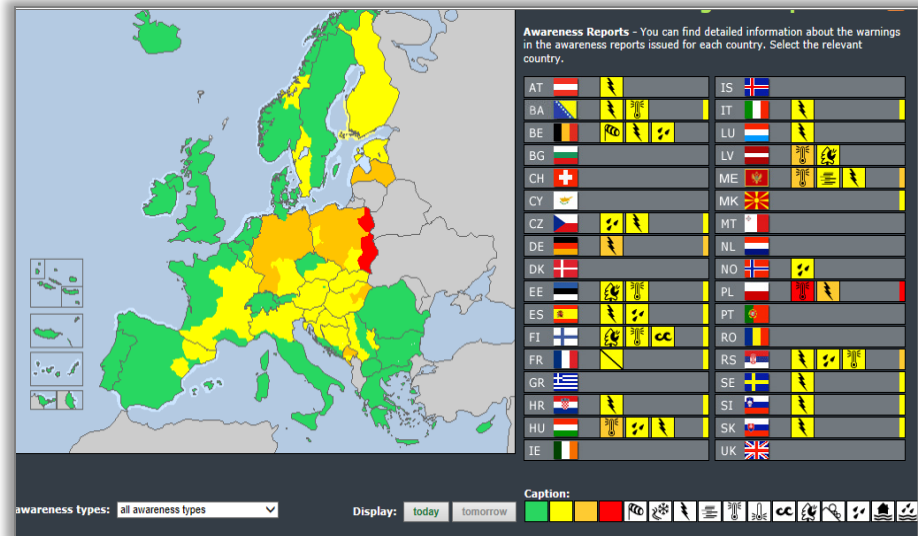 Awareness Reports - You can find detailed information about the warnings
in the awareness reports issued for each country. Select the relevant
country.
AT
IS
BA
IT
BE
LU
BG
LV
CH
ME
CY
MK
CZ
MT
DE
NL
DK
NO
EE
PL
ES
PT
FI
RO
FR
RS
GR
SE
HR
SI
HU
SK
IE
UK
awareness types: all awareness types
Display: today tomorrow
Caption: